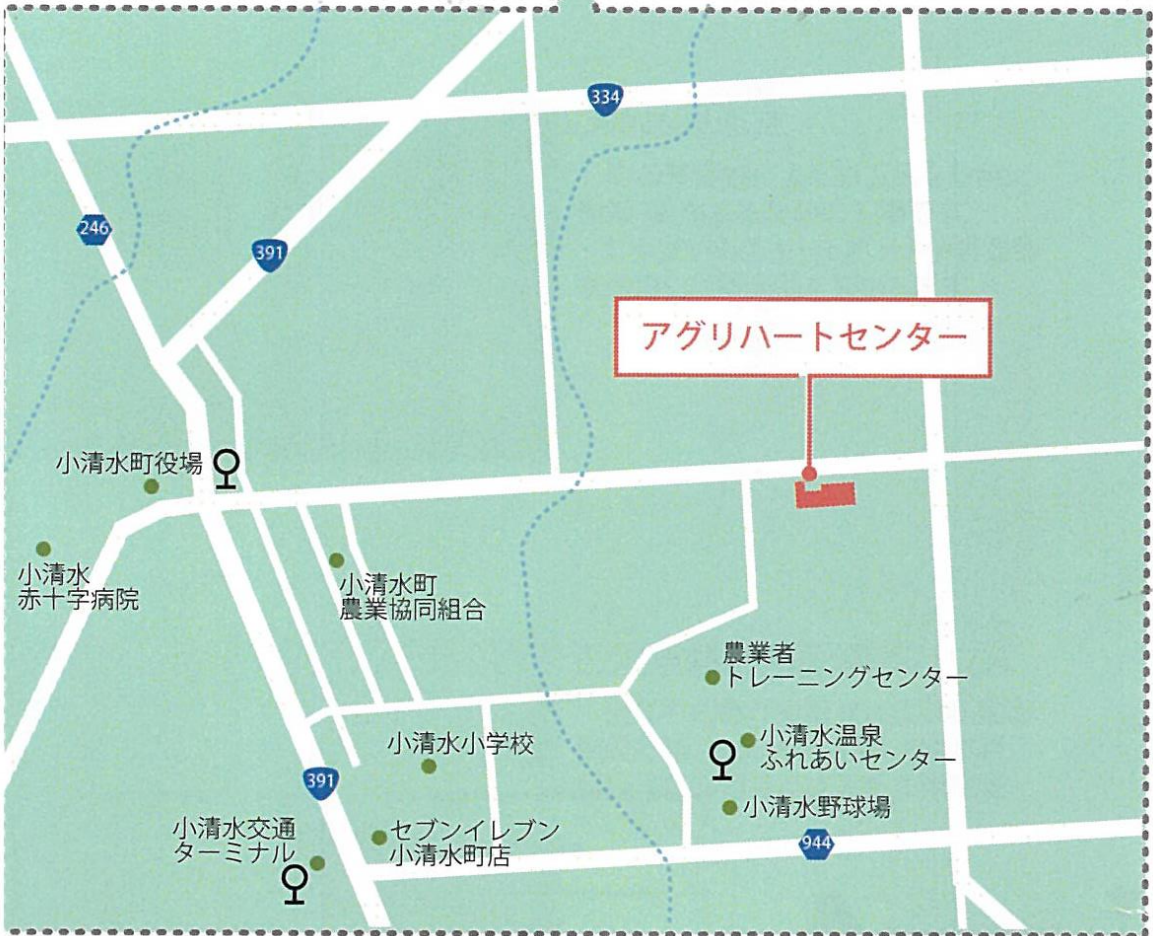 334
246
391
アグリハートセンター
小清水町役場
小清水
赤十字病院
小清水町
農業協同組合
農業者
トレーニングセンター
小清水小学校
小清水温泉
ふれあいセンター
391
小清水野球場
小清水交通
ターミナル
セブンイレブン
小清水町店
944